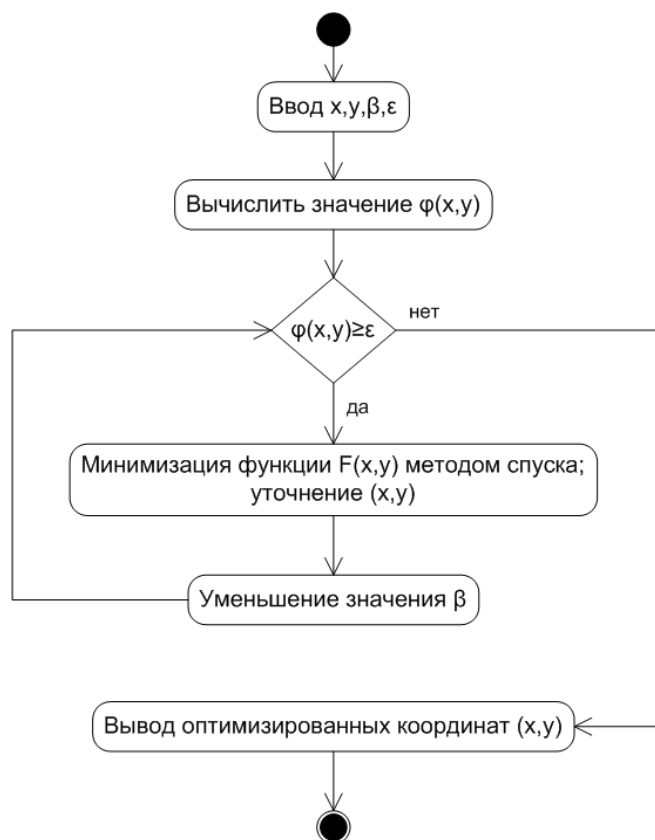 Ввод x,y,β,ε
Вычислить значение φ(x,y)
нет
φ(x,y)≥ε
да
Минимизация функции F(x,y) методом спуска;
уточнение (x,y)
Уменьшение значения β
Вывод оптимизированных координат (x,y)